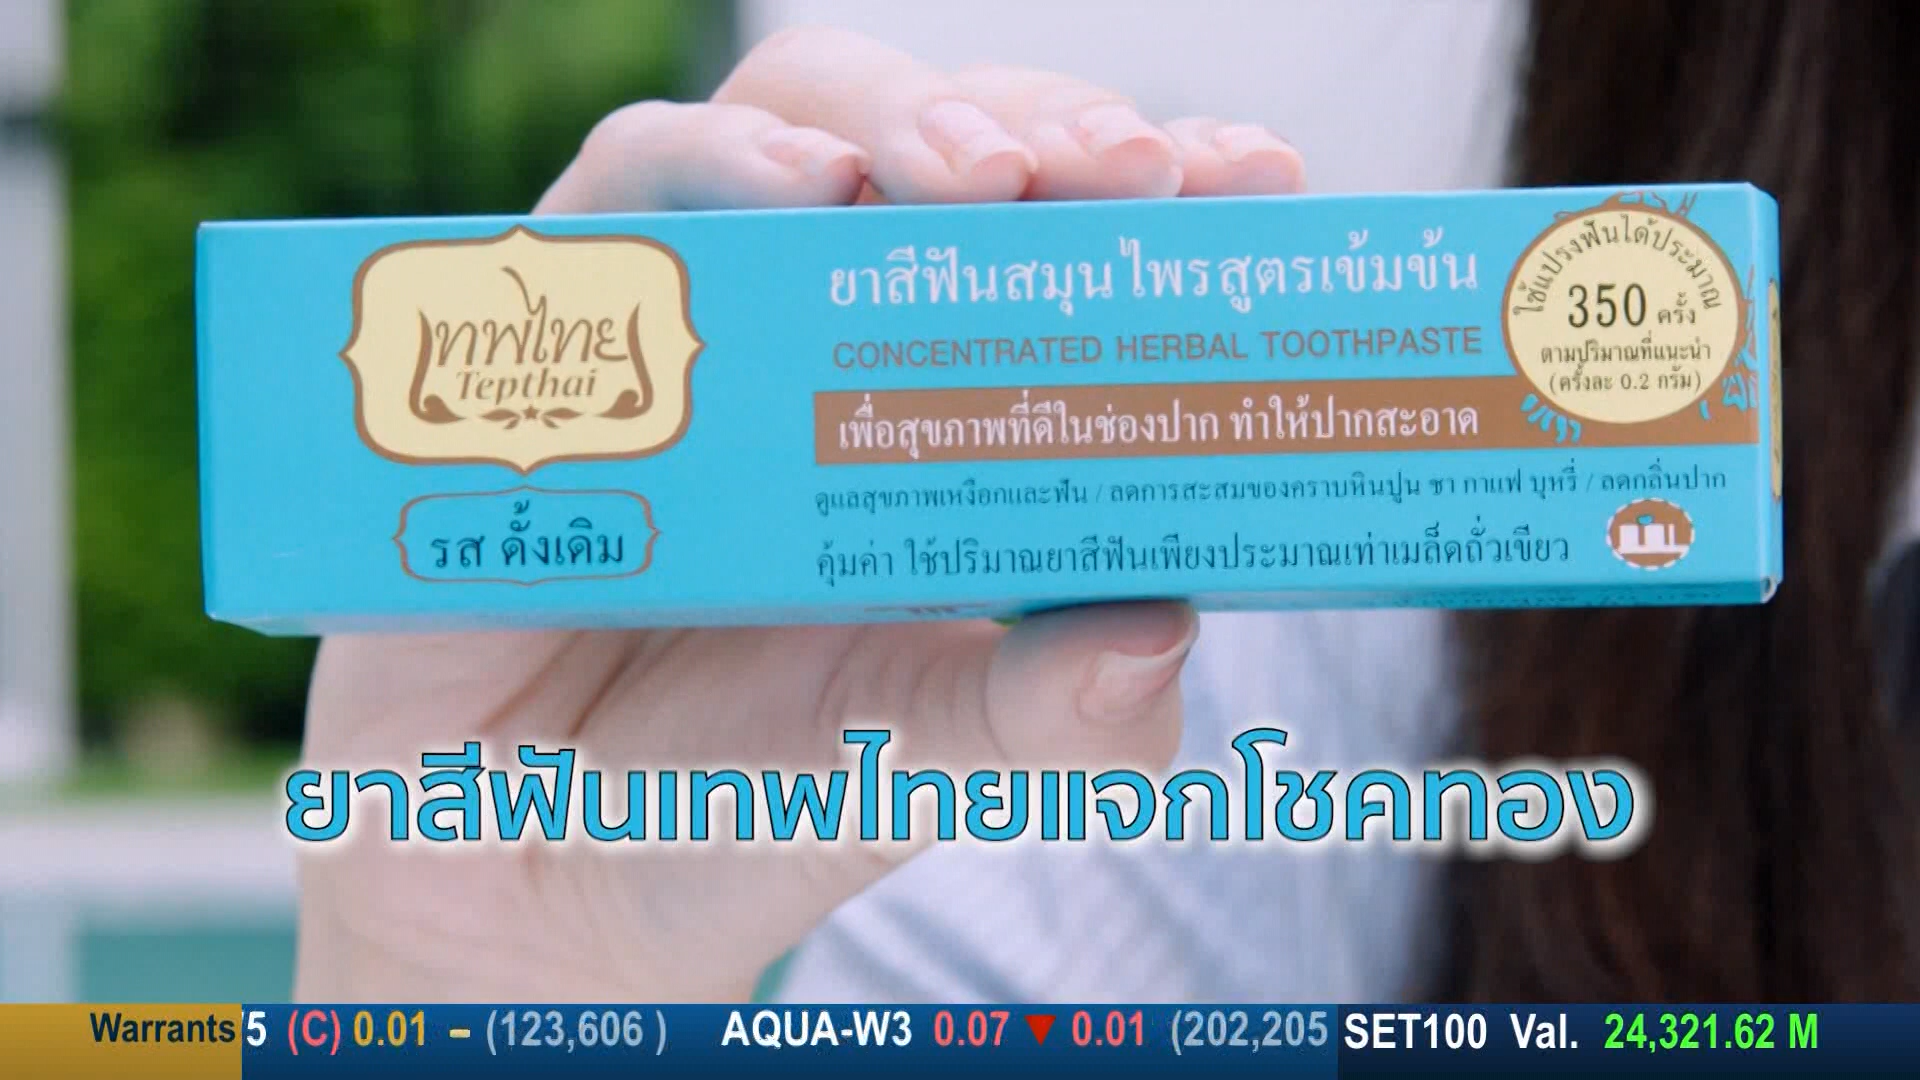 เทพไทย
Tepthai
รส ดั้งเดิม
ยาสีฟันสมุนไพรสูตรเข้มข้น
CONCENTRATED HERBAL TOOTHPASTE
เพื่อสุขภาพที่ดีในช่องปาก ทำให้ปากสะอาด
ดูแลสุขภาพเหงือกและฟัน / ลดการสะสมของคราบหินปูน ชา กาแฟ บุหรี่ / ลดกลิ่นปาก
คุ้มค่า ใช้ปริมาณยาสีฟันเพียงประมาณเท่าเมล็ดถั่วเขียว
ใช้แปรงฟันได้ประมาณ
350 ครั้ง
ตามปริมาณที่แนะนำ
(ครั้งละ 0.2 กรัม)
ยาสีฟันเทพไทยแจกโชคทอง
Warrants 5 (C) 0.01 – (123,606 ) AQUA-W3 0.07 ▼ 0.01 (202,205 SET100 Val. 24,321.62 M